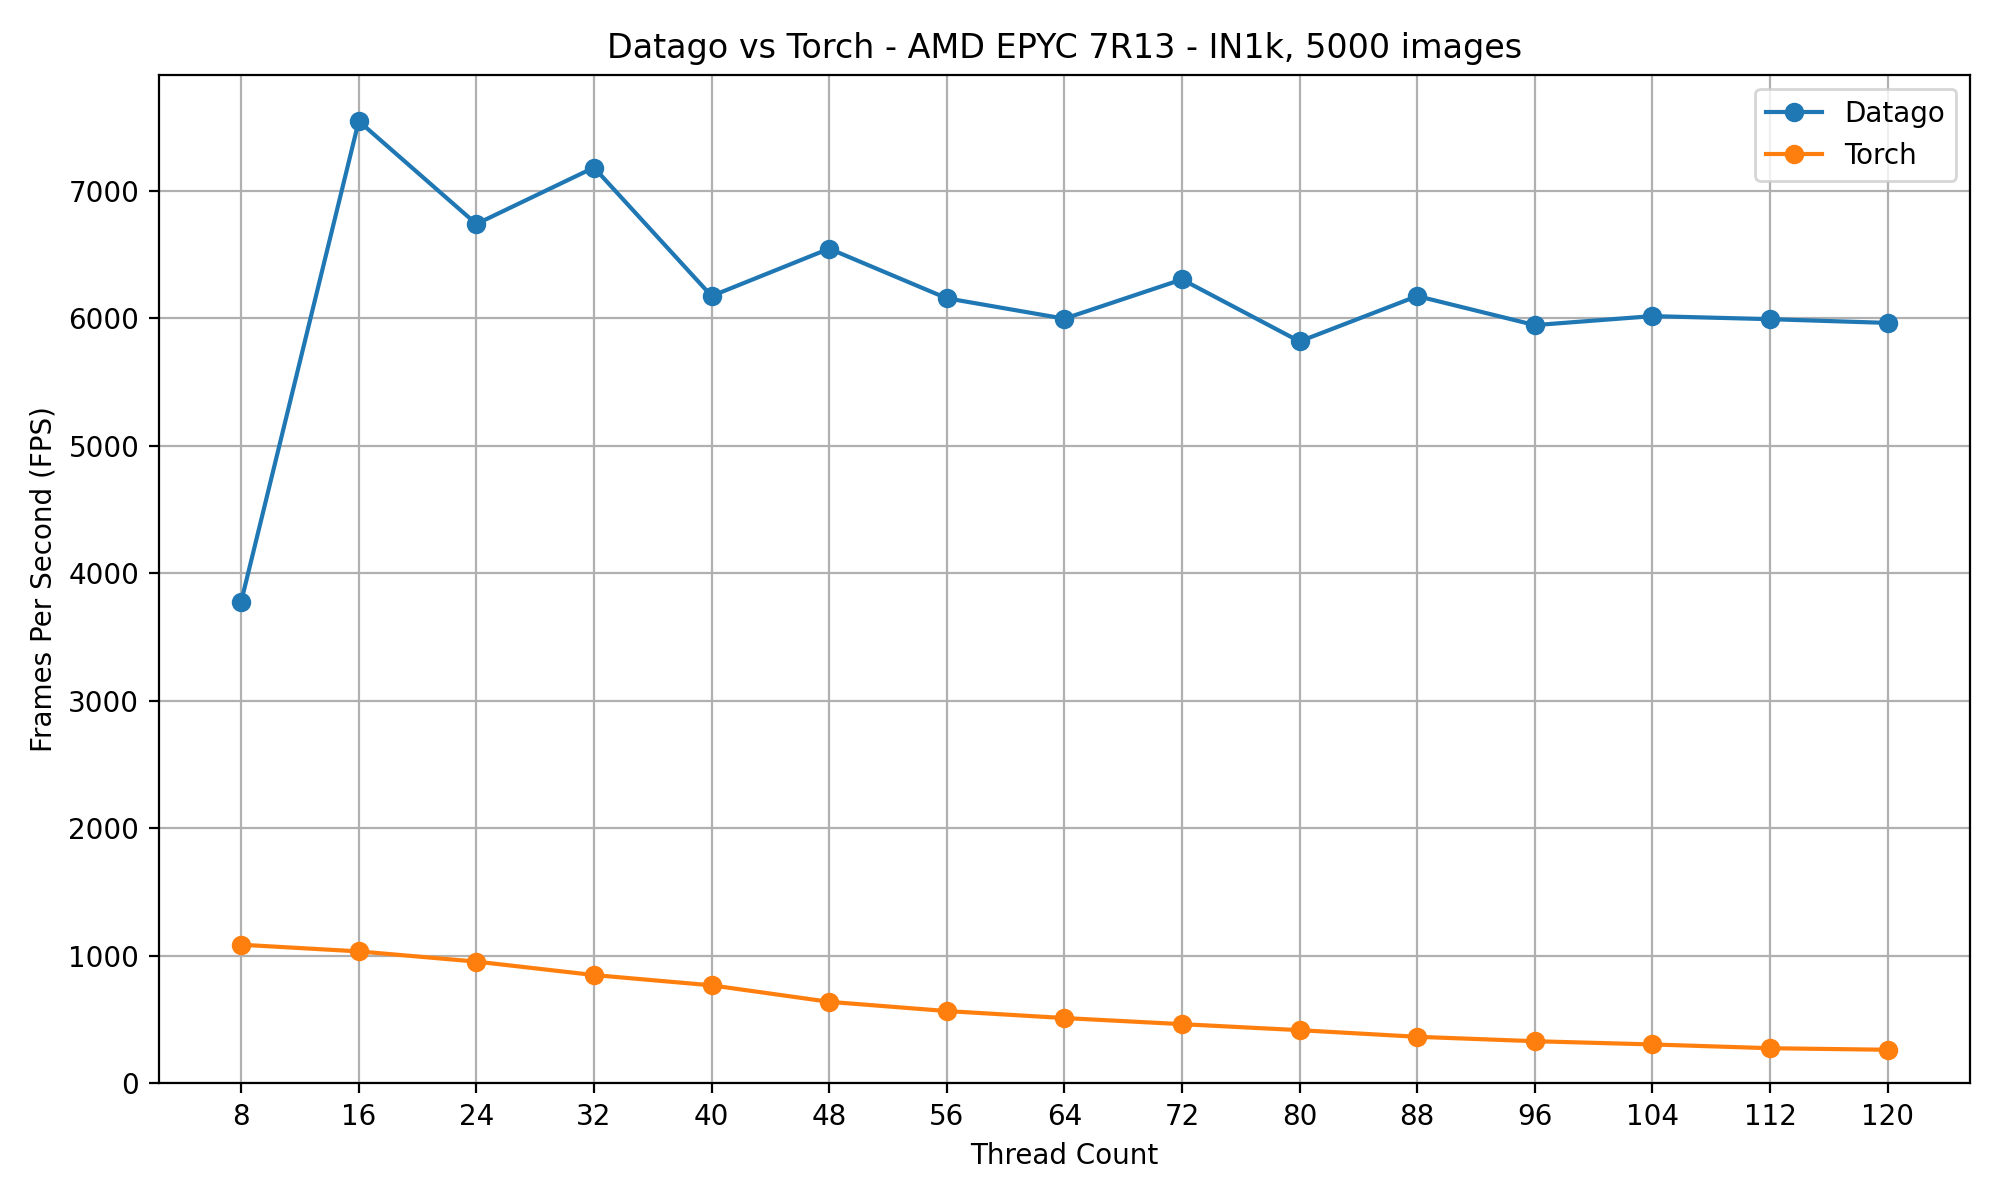 Datago vs Torch - AMD EPYC 7R13 - IN1k, 5000 images
Datago
Torch
Frames Per Second (FPS)
7000
6000
5000
4000
3000
2000
1000
0
8 16 24 32 40 48 56 64 72 80 88 96 104 112 120
Thread Count